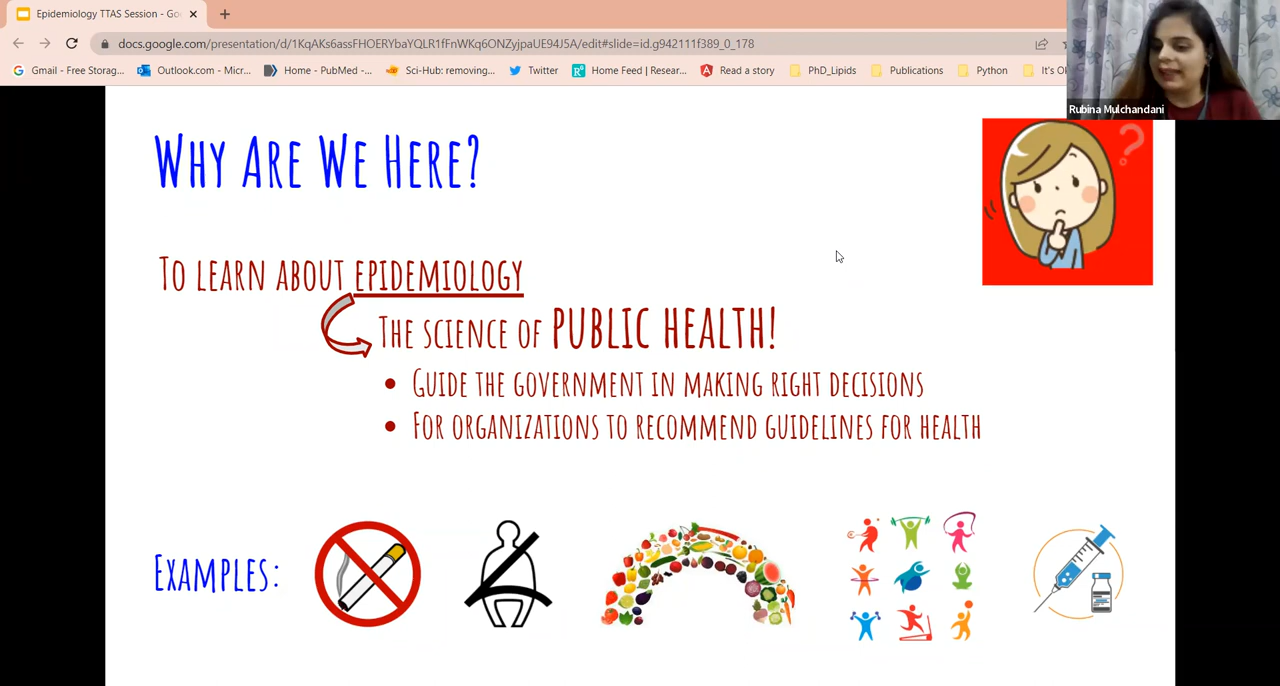 Epidemiology TTAS Session - Go
docs.google.com/presentation/d/1KqAKs6assFHOERYbaYQLR1fFnWKq6ONZyjpaUE94J5A/edit#slide=id.g942111f389_0_178
Gmail - Free Storag... Outlook.com - Micr... Home - PubMed -... Sci-Hub: removing... Twitter Home Feed | Resear... Read a story PhD_Lipids Publications Python It's
Rubina Mulchandani
WHY ARE WE HERE?
?
TO LEARN ABOUT EPIDEMIOLOGY
THE SCIENCE OF PUBLIC HEALTH!
• GUIDE THE GOVERNMENT IN MAKING RIGHT DECISIONS
• FOR ORGANIZATIONS TO RECOMMEND GUIDELINES FOR HEALTH
EXAMPLES: